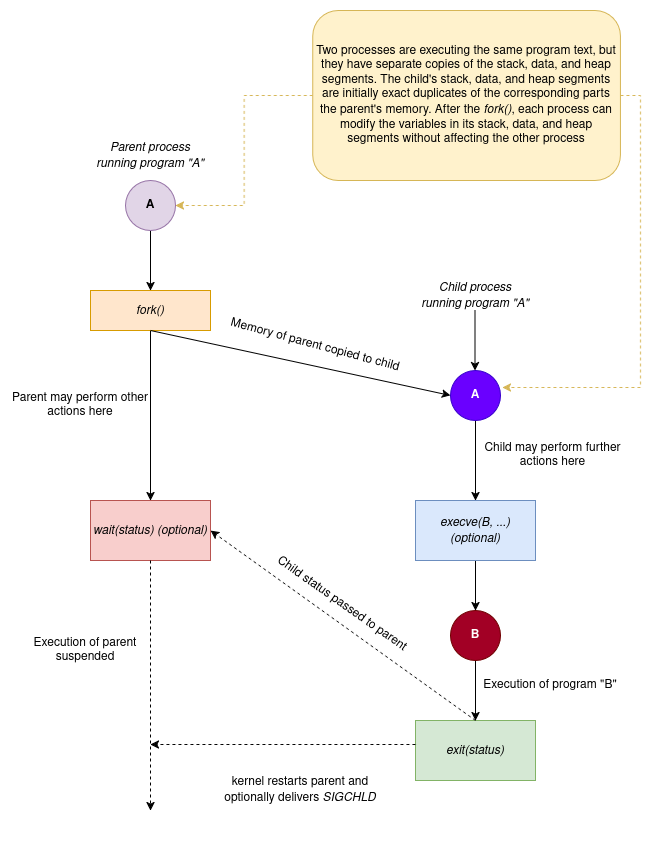 Two processes are executing the same program text, but
they have separate copies of the stack, data, and heap
segments. The child's stack, data, and heap segments
are initially exact duplicates of the corresponding parts
the parent's memory. After the fork(), each process can
modify the variables in its stack, data, and heap
segments without affecting the other process
Parent process
running program "A"
A
fork()
Child process
running program "A"
Memory of parent copied to child
A
Parent may perform other
actions here
Child may perform further
actions here
wait(status) (optional)
execve(B, ...)
(optional)
Child status passed to parent
B
Execution of parent
suspended
Execution of program "B"
exit(status)
kernel restarts parent and
optionally delivers SIGCHLD